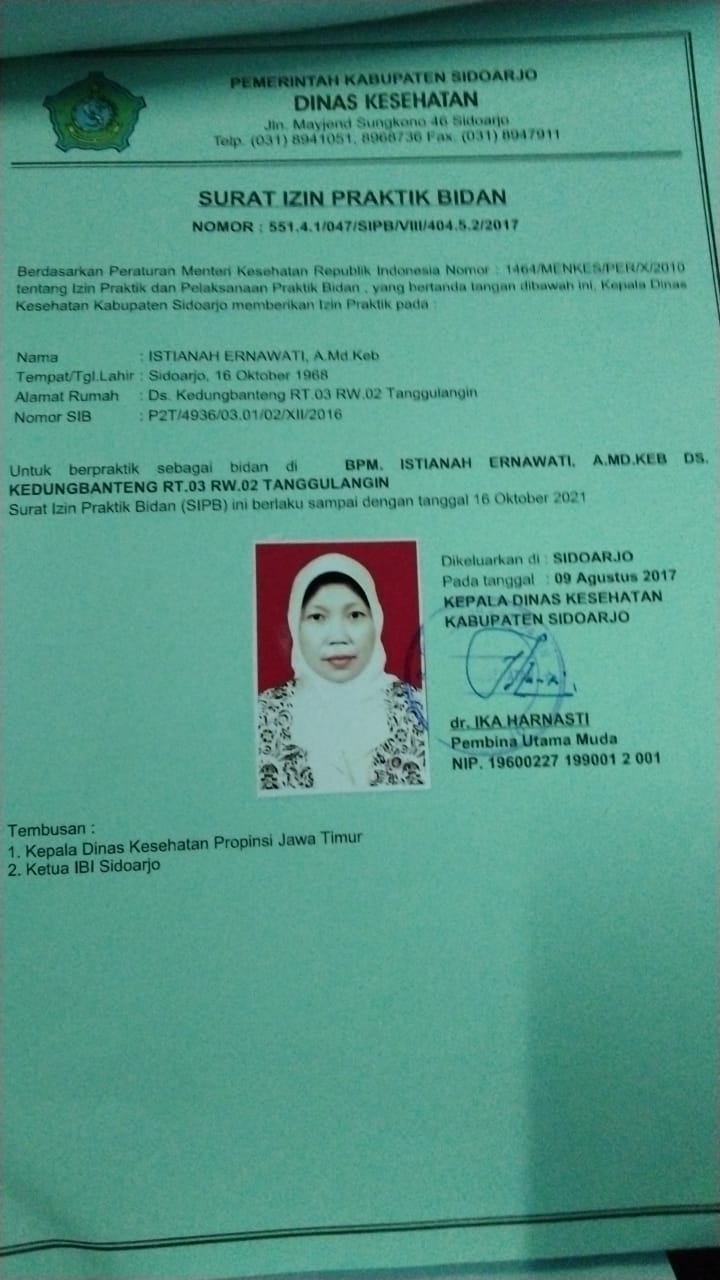 PEMERINTAH KABUPATEN SIDOARJO
DINAS KESEHATAN
Jln. Mayjend Sungkono 46 Sidoarjo
Telp. (031) 8941051, 8968736 Fax. (031) 8947911
SURAT IZIN PRAKTIK BIDAN
NOMOR : 551.4.1/047/SIPB/VIII/404.5.2/2017
Berdasarkan Peraturan Menteri Kesehatan Republik Indonesia Nomor : 1464/MENKES/PER/X/2010
tentang Izin Praktik dan Pelaksanaan Praktik Bidan , yang bertanda tangan dibawah ini, Kepala Dinas
Kesehatan Kabupaten Sidoarjo memberikan Izin Praktik pada :
Nama : ISTIANAH ERNAWATI, A.Md.Keb
Tempat/Tgl.Lahir : Sidoarjo, 16 Oktober 1968
Alamat Rumah : Ds. Kedungbanteng RT.03 RW.02 Tanggulangin
Nomor SIB : P2T/4936/03.01/02/XII/2016
Untuk berpraktik sebagai bidan di BPM. ISTIANAH ERNAWATI, A.MD.KEB DS.
KEDUNGBANTENG RT.03 RW.02 TANGGULANGIN
Surat Izin Praktik Bidan (SIPB) ini berlaku sampai dengan tanggal 16 Oktober 2021
Dikeluarkan di : SIDOARJO
Pada tanggal : 09 Agustus 2017
KEPALA DINAS KESEHATAN
KABUPATEN SIDOARJO
dr. IKA HARNASTI
Pembina Utama Muda
NIP. 19600227 199001 2 001
Tembusan :
1. Kepala Dinas Kesehatan Propinsi Jawa Timur
2. Ketua IBI Sidoarjo